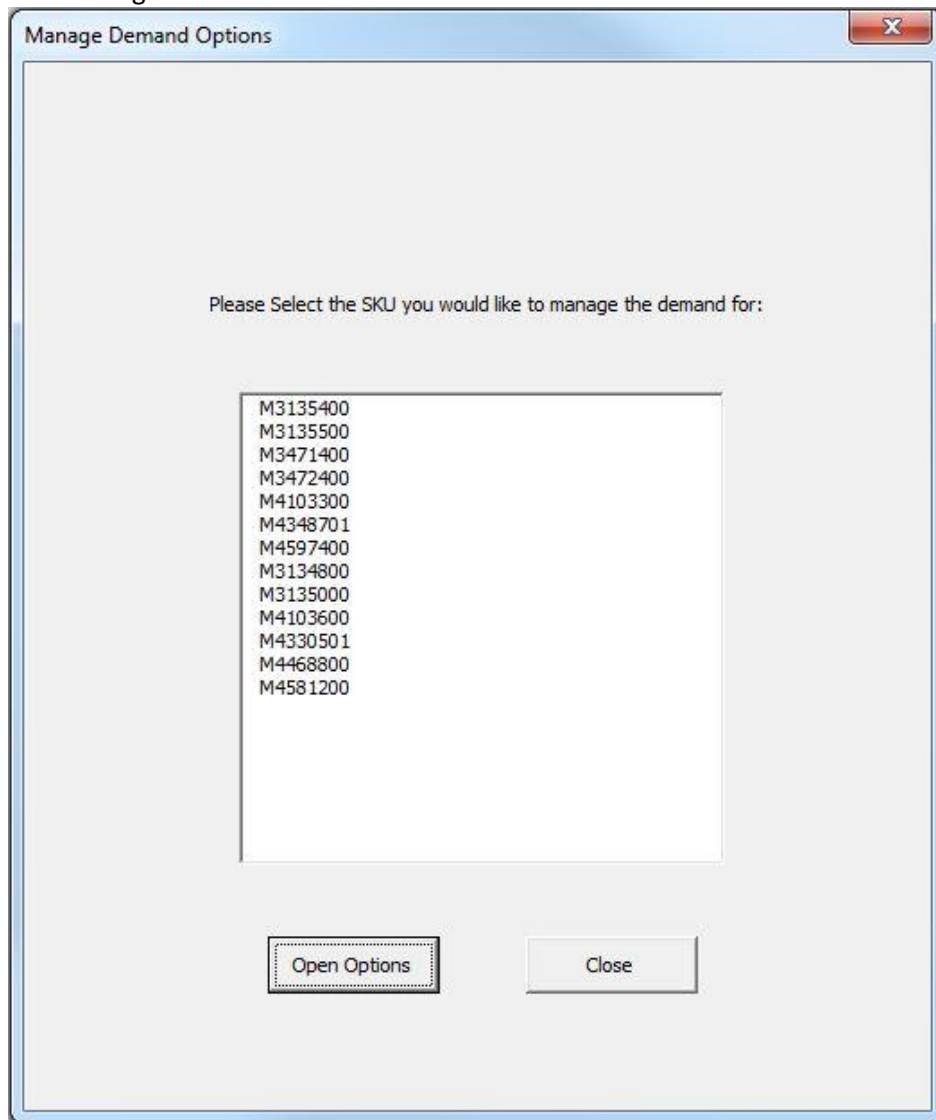 Manage Demand Options
Please Select the SKU you would like to manage the demand for:
M3135400
M3135500
M3471400
M3472400
M4103300
M4348701
M4597400
M3134800
M3135000
M4103600
M4330501
M4468800
M4581200
Open Options
Close